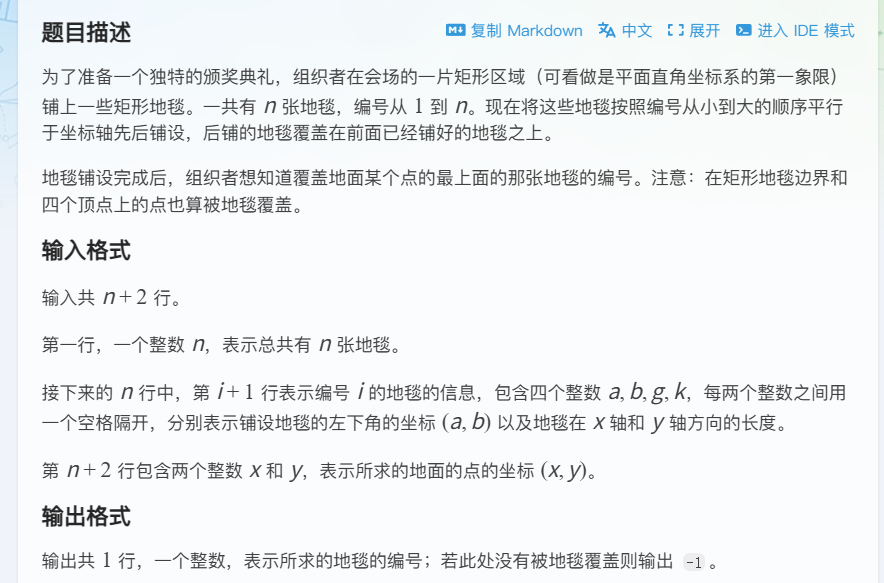 题目描述
复制 Markdown 中文 展开 进入 IDE 模式
为了准备一个独特的颁奖典礼，组织者在会场的一片矩形区域（可看做是平面直角坐标系的第一象限）
铺上一些矩形地毯。一共有 n 张地毯，编号从 1 到 n。现在将这些地毯按照编号从小到大的顺序平行
于坐标轴先后铺设，后铺的地毯覆盖在前面已经铺好的地毯之上。
地毯铺设完成后，组织者想知道覆盖地面某个点的最上面的那张地毯的编号。注意：在矩形地毯边界和
四个顶点上的点也算被地毯覆盖。
输入格式
输入共 n + 2 行。
第一行，一个整数 n，表示总共有 n 张地毯。
接下来的 n 行中，第 i + 1 行表示编号 i 的地毯的信息，包含四个整数 a, b, g, k，每两个整数之间用
一个空格隔开，分别表示铺设地毯的左下角的坐标 (a, b) 以及地毯在 x 轴和 y 轴方向的长度。
第 n + 2 行包含两个整数 x 和 y，表示所求的地面的点的坐标 (x, y)。
输出格式
输出共 1 行，一个整数，表示所求的地毯的编号；若此处没有被地毯覆盖则输出 -1 。